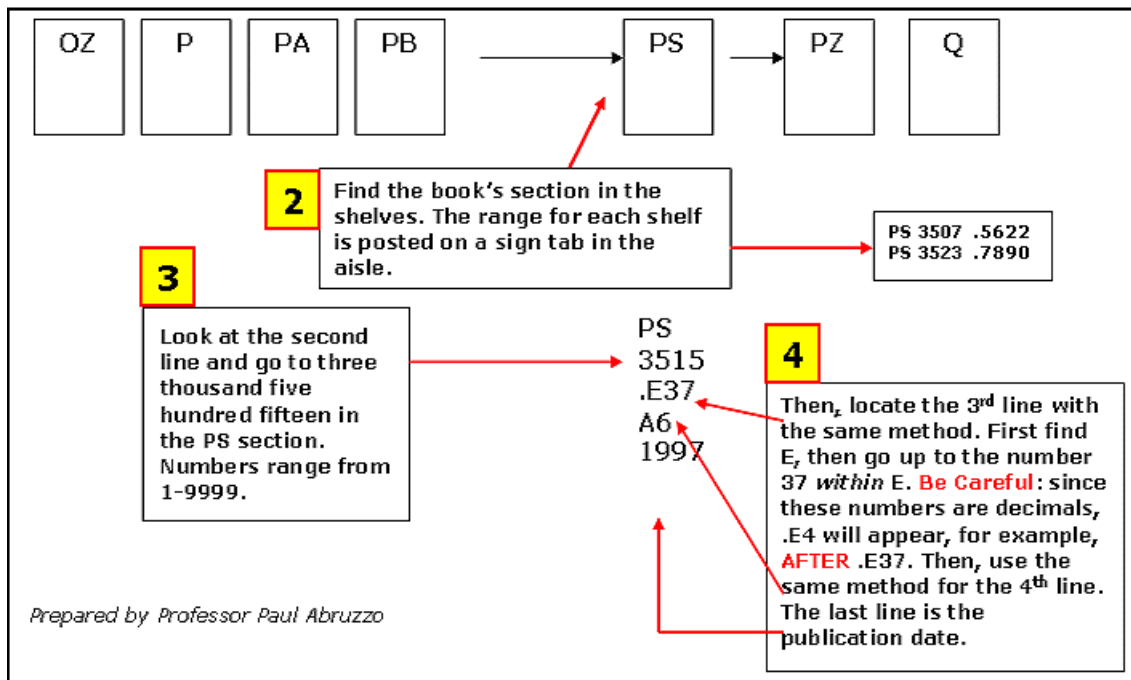 OZ P PA PB PS PZ Q
2
Find the book's section in the
shelves. The range for each shelf
is posted on a sign tab in the
aisle.
PS 3507 .5622
PS 3523 .7890
3
Look at the second
line and go to three
thousand five
hundred fifteen in
the PS section.
Numbers range from
1-9999.
PS
3515
.E37
A6
1997
4
Then, locate the 3rd line with
the same method. First find
E, then go up to the number
37 within E. Be Careful: since
these numbers are decimals,
.E4 will appear, for example,
AFTER .E37. Then, use the
same method for the 4th line.
The last line is the
publication date.
Prepared by Professor Paul Abruzzo